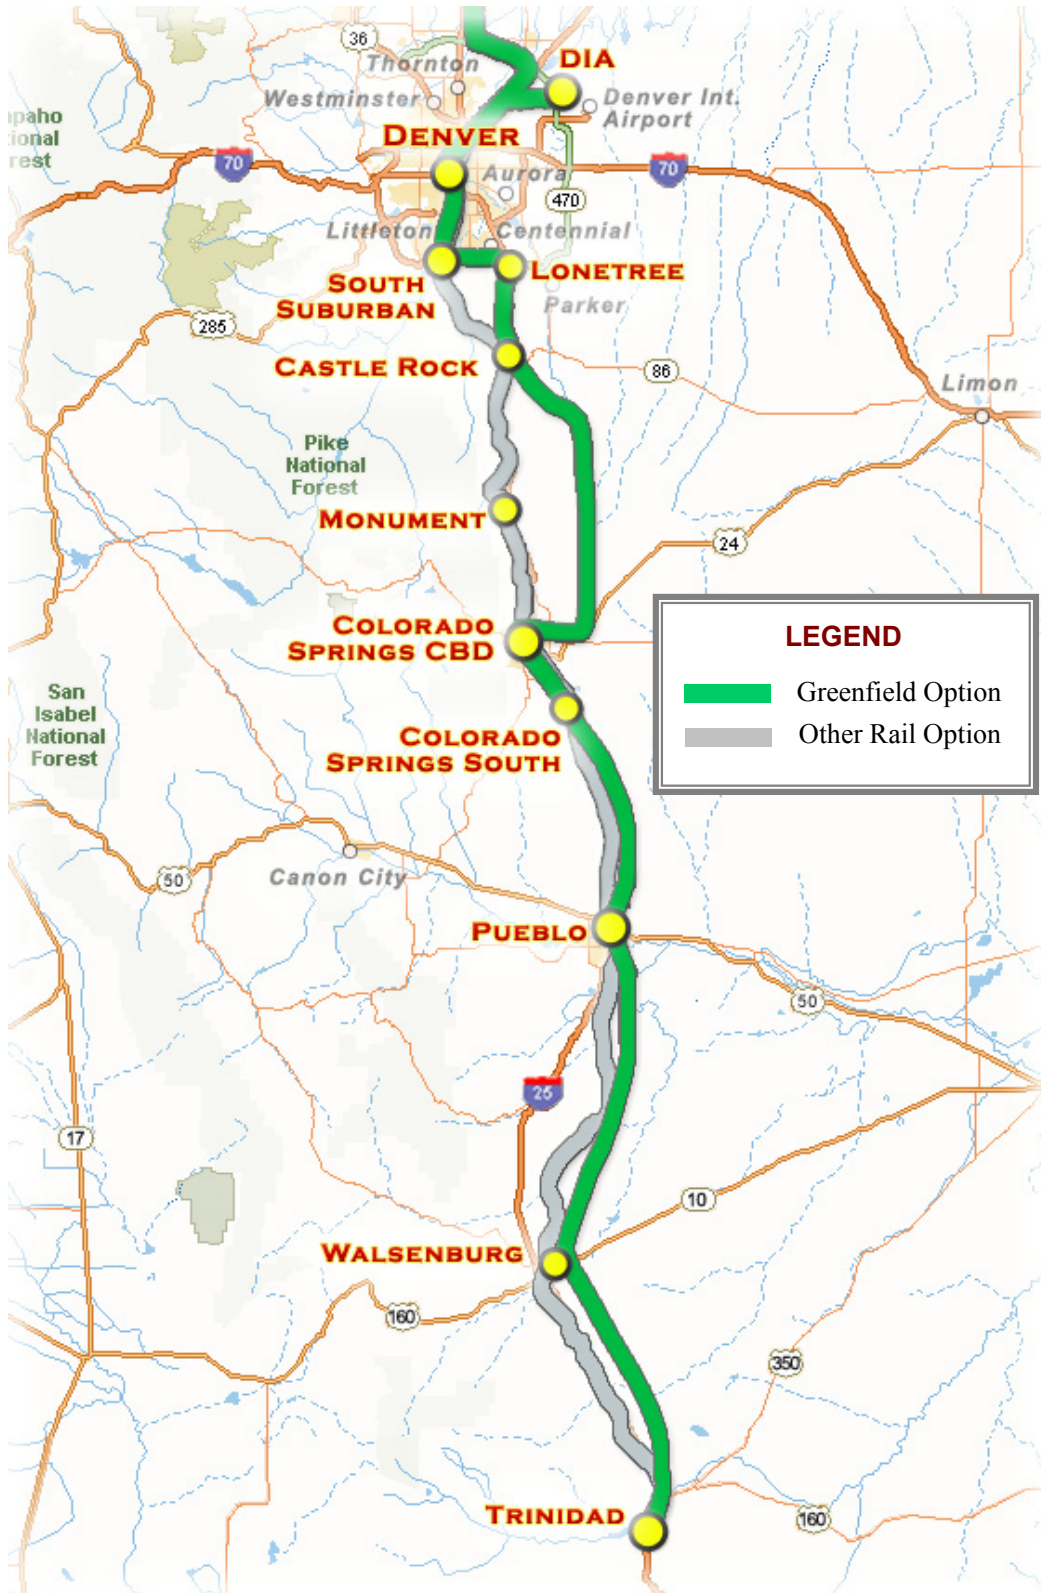 36
Thornton
DIA
Westminster
Denver Int.
Airport
apaho
ional
rest
DENVER
70
70
Aurora
470
Littleton
Centennial
SOUTH
SUBURBAN
LONETREE
Parker
285
CASTLE ROCK
86
Limon
Pike
National
Forest
MONUMENT
24
COLORADO
SPRINGS CBD
LEGEND
Greenfield Option
Other Rail Option
San
Isabel
National
Forest
COLORADO
SPRINGS SOUTH
50
Canon City
PUEBLO
50
25
17
10
WALSENBURG
160
350
TRINIDAD
160